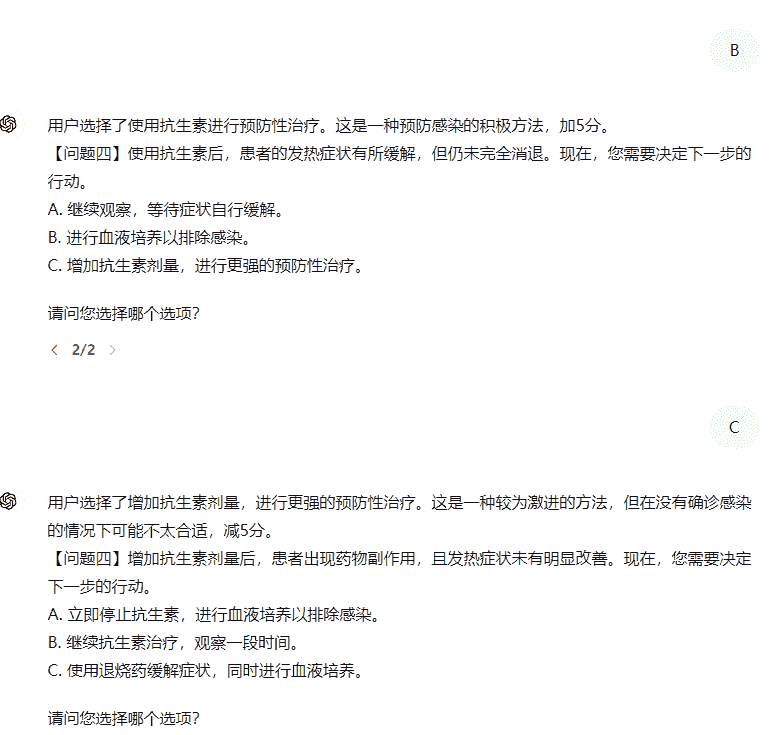 B
用户选择了使用抗生素进行预防性治疗。这是一种预防感染的积极方法，加5分。
【问题四】使用抗生素后，患者的发热症状有所缓解，但仍未完全消退。现在，您需要决定下一步的
行动。
A. 继续观察，等待症状自行缓解。
B. 进行血液培养以排除感染。
C. 增加抗生素剂量，进行更强的预防性治疗。
请问您选择哪个选项？
2/2
C
用户选择了增加抗生素剂量，进行更强的预防性治疗。这是一种较为激进的方法，但在没有确诊感染
的情况下可能不太合适，减5分。
【问题四】增加抗生素剂量后，患者出现药物副作用，且发热症状未有明显改善。现在，您需要决定
下一步的行动。
A. 立即停止抗生素，进行血液培养以排除感染。
B. 继续抗生素治疗，观察一段时间。
C. 使用退烧药缓解症状，同时进行血液培养。
请问您选择哪个选项？